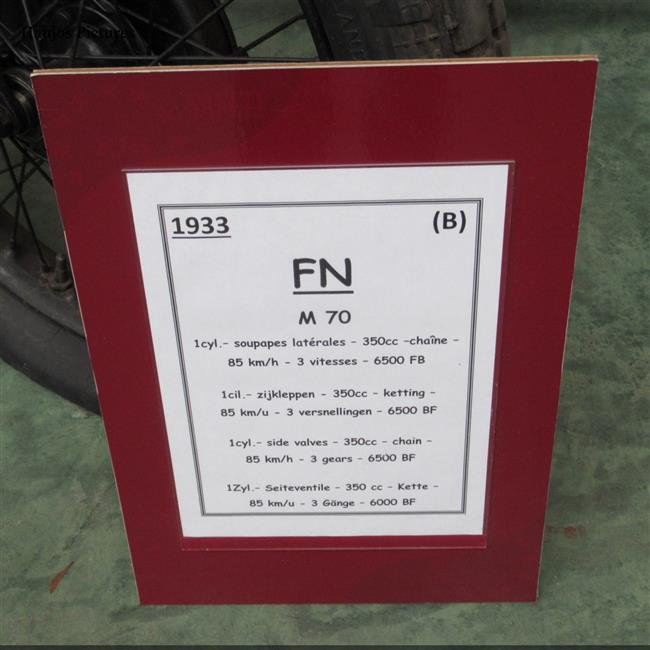 Haujos Pictures
1933 (B)
FN
M 70
1cyl.- soupapes latérales - 350cc -chaîne -
85 km/h - 3 vitesses - 6500 FB
1cil.- zijkleppen - 350cc - ketting -
85 km/u - 3 versnellingen - 6500 BF
1cyl.- side valves - 350cc - chain -
85 km/h - 3 gears - 6500 BF
1Zyl.- Seiteventile - 350 cc - Kette -
85 km/u - 3 Gänge - 6000 BF